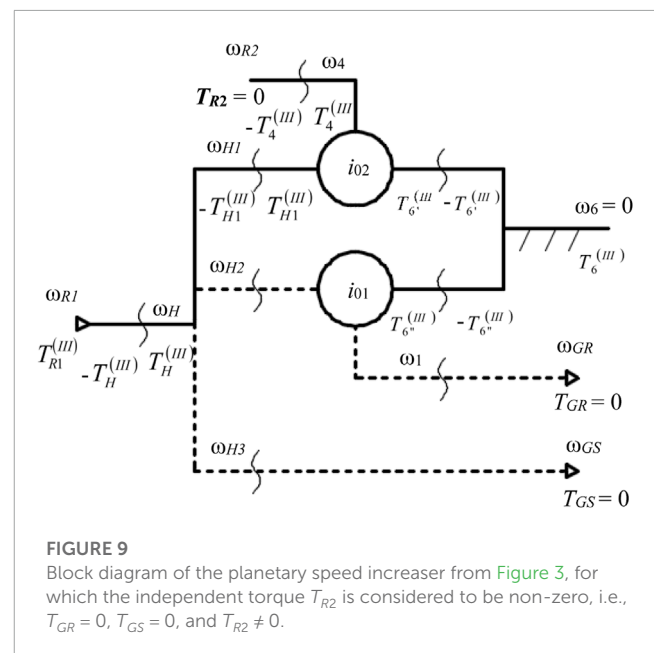 ωR2
ω4
TR2 = 0
-T4(III) T4(III
ωH1
i02
-TH1(III) TH1(III)
T6'(III -T6'(III)
ω6 = 0
T6(III)
ωH2
i01
ωR1
ωH
T6"(III) -T6"(III)
TR1(III) -TH(III) TH(III)
ω1
ωGR
TGR = 0
ωH3
ωGS
TGS = 0
FIGURE 9
Block diagram of the planetary speed increaser from Figure 3, for
which the independent torque TR2 is considered to be non-zero, i.e.,
TGR = 0, TGS = 0, and TR2 ≠ 0.